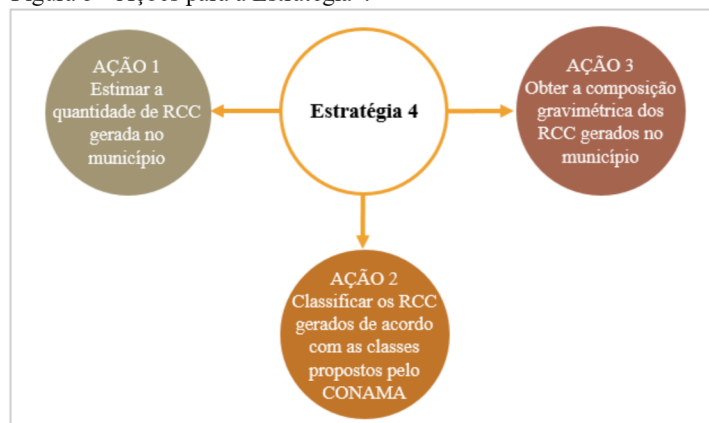 AÇÃO 1
Estimar a
quantidade de RCC
gerada no
município
Estratégia 4
AÇÃO 3
Obter a composição
gravimétrica dos
RCC gerados no
município
AÇÃO 2
Classificar os RCC
gerados de acordo
com as classes
propostos pelo
CONAMA